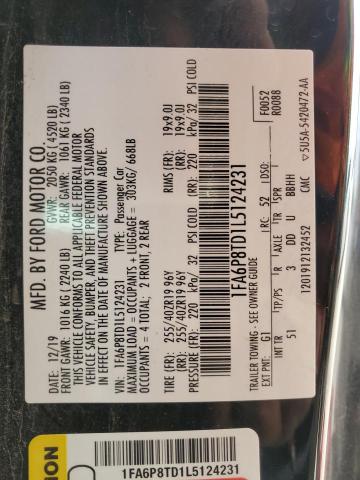 MFD. BY FORD MOTOR CO.
12/19
GVWR: 2050 KG (4520 LB)
FRONT GAWR: 1016 KG (2240 LB)
REAR GAWR: 1061 KG (2340 LB)
THIS VEHICLE CONFORMS TO ALL APPLICABLE FEDERAL MOTOR
VEHICLE SAFETY, BUMPER, AND THEFT PREVENTION STANDARDS
IN EFFECT ON THE DATE OF MANUFACTURE SHOWN ABOVE.
VIN: 1FA6P8TD1L5124231
TYPE: Passenger Car
MAXIMUM LOAD = OCCUPANTS + LUGGAGE = 303KG/ 668LB
OCCUPANTS = 4 TOTAL; 2 FRONT, 2 REAR
TIRE (FR): 255/40ZR19 96Y RIMS (FR): 19x9.0J
TIRE (RR): 255/40ZR19 96Y RIMS (RR): 19x9.0J
PRESSURE (FR): 220 kPa/ 32 PSI COLD (RR): 220 kPa/ 32 PSI COLD
1FA6P8TD1L5124231
TRAILER TOWING - SEE OWNER GUIDE
F0052
R0088
EXT PNT: G1 RC: 52 DSO:
INT TR TP/PS R AXLE TR
51 3 DD U BBHH
1201912132452 CMC
5U5A-5420472-AA
ION
1FA6P8TD1L5124231